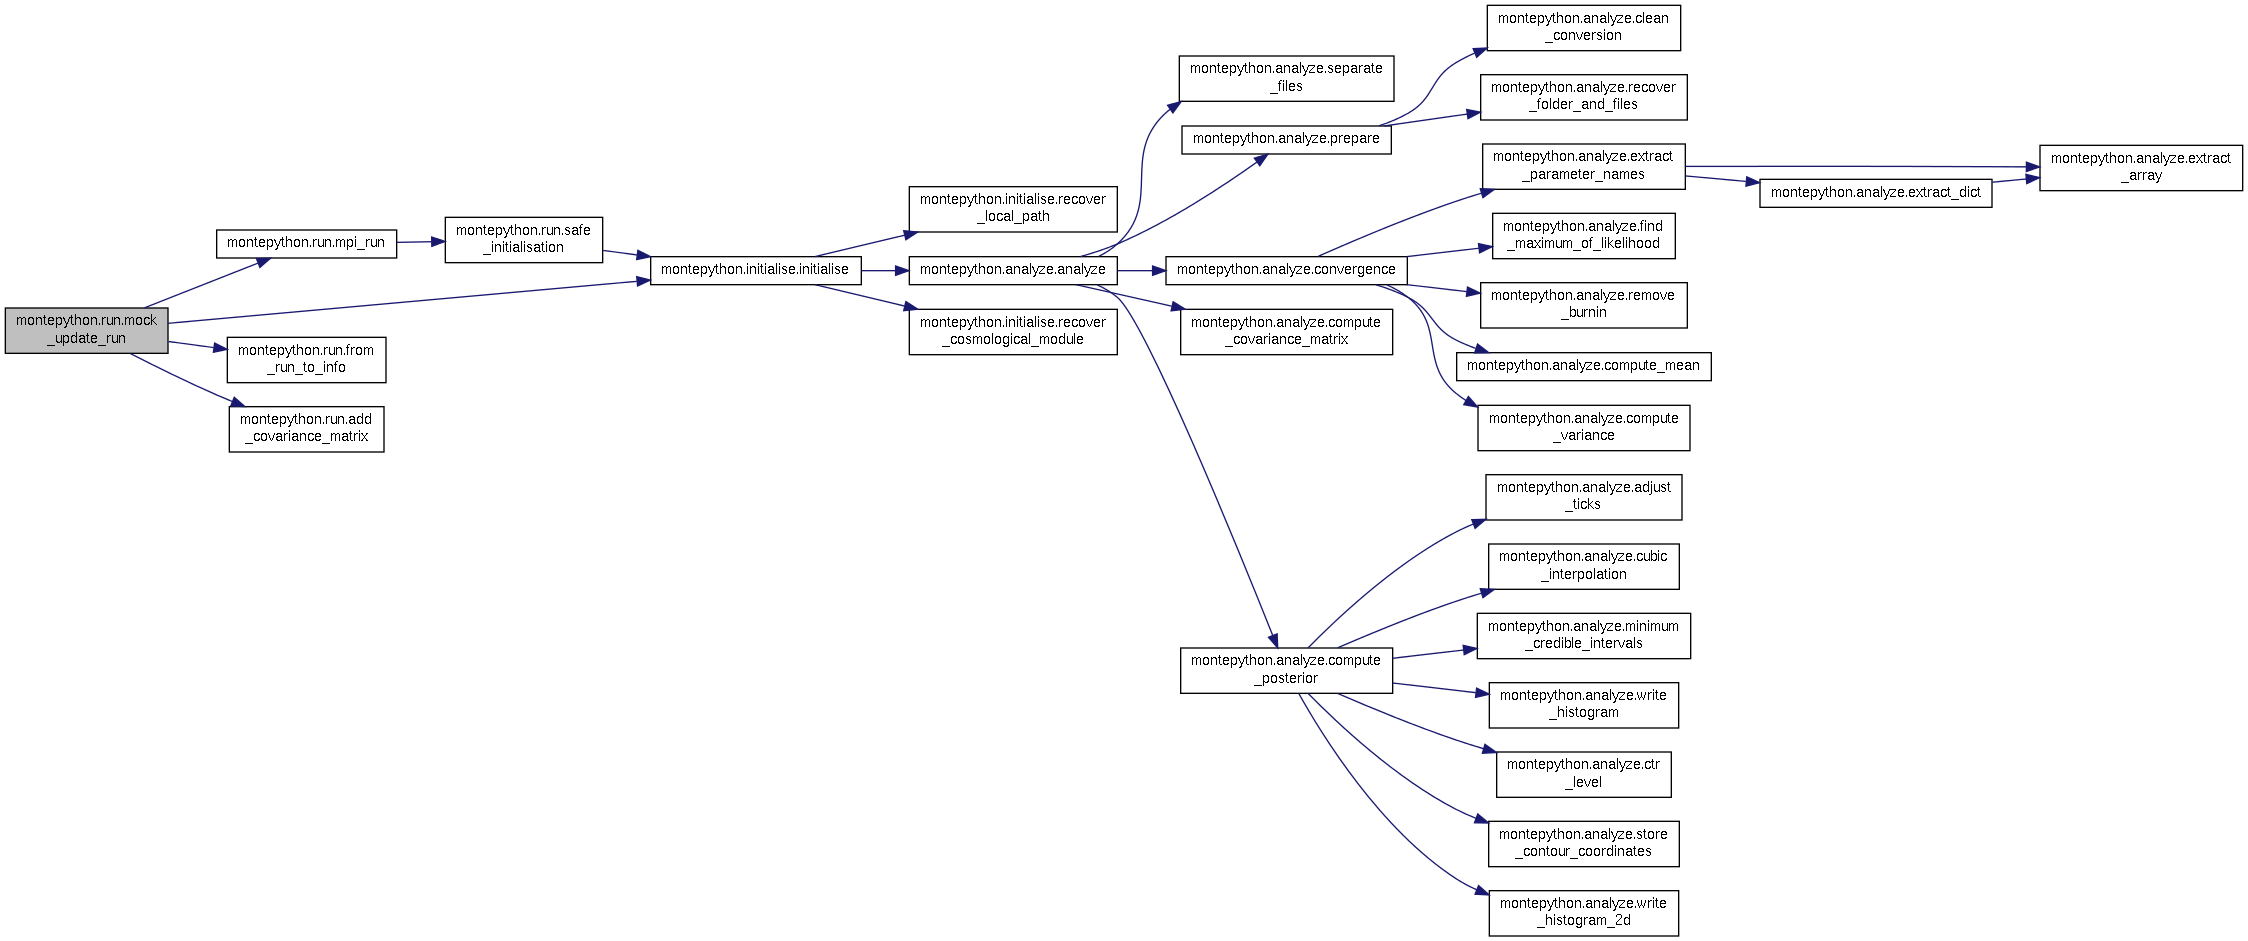 montepython.run.mock
_update_run
montepython.run.mpi_run
montepython.run.from
_run_to_info
montepython.run.add
_covariance_matrix
montepython.run.safe
_initialisation
montepython.initialise.initialise
montepython.initialise.recover
_local_path
montepython.analyze.analyze
montepython.initialise.recover
_cosmological_module
montepython.analyze.separate
_files
montepython.analyze.prepare
montepython.analyze.convergence
montepython.analyze.compute
_covariance_matrix
montepython.analyze.compute
_posterior
montepython.analyze.clean
_conversion
montepython.analyze.recover
_folder_and_files
montepython.analyze.extract
_parameter_names
montepython.analyze.find
_maximum_of_likelihood
montepython.analyze.remove
_burnin
montepython.analyze.compute_mean
montepython.analyze.compute
_variance
montepython.analyze.adjust
_ticks
montepython.analyze.cubic
_interpolation
montepython.analyze.minimum
_credible_intervals
montepython.analyze.write
_histogram
montepython.analyze.ctr
_level
montepython.analyze.store
_contour_coordinates
montepython.analyze.write
_histogram_2d
montepython.analyze.extract_dict
montepython.analyze.extract
_array